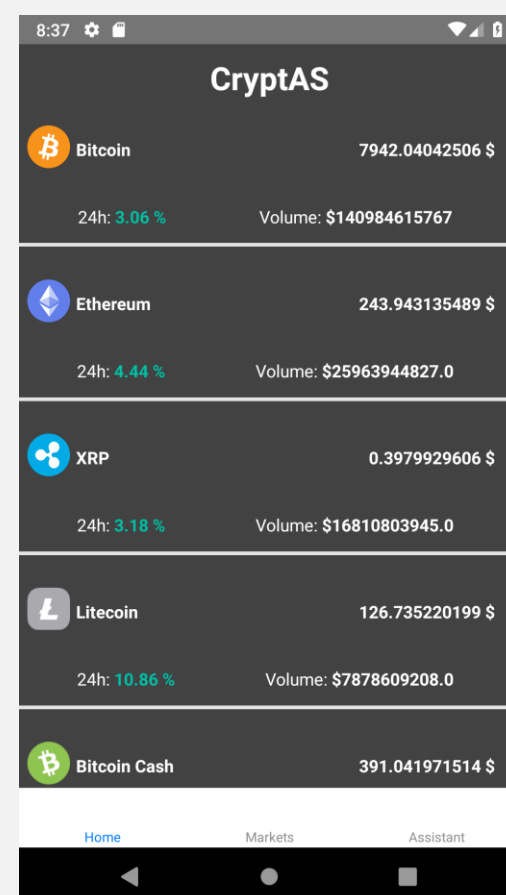 8:37
CryptAS
Bitcoin 7942.04042506 $
24h: 3.06 % Volume: $140984615767
Ethereum 243.943135489 $
24h: 4.44 % Volume: $25963944827.0
XRP 0.3979929606 $
24h: 3.18 % Volume: $16810803945.0
Litecoin 126.735220199 $
24h: 10.86 % Volume: $7878609208.0
Bitcoin Cash 391.041971514 $
Home Markets Assistant